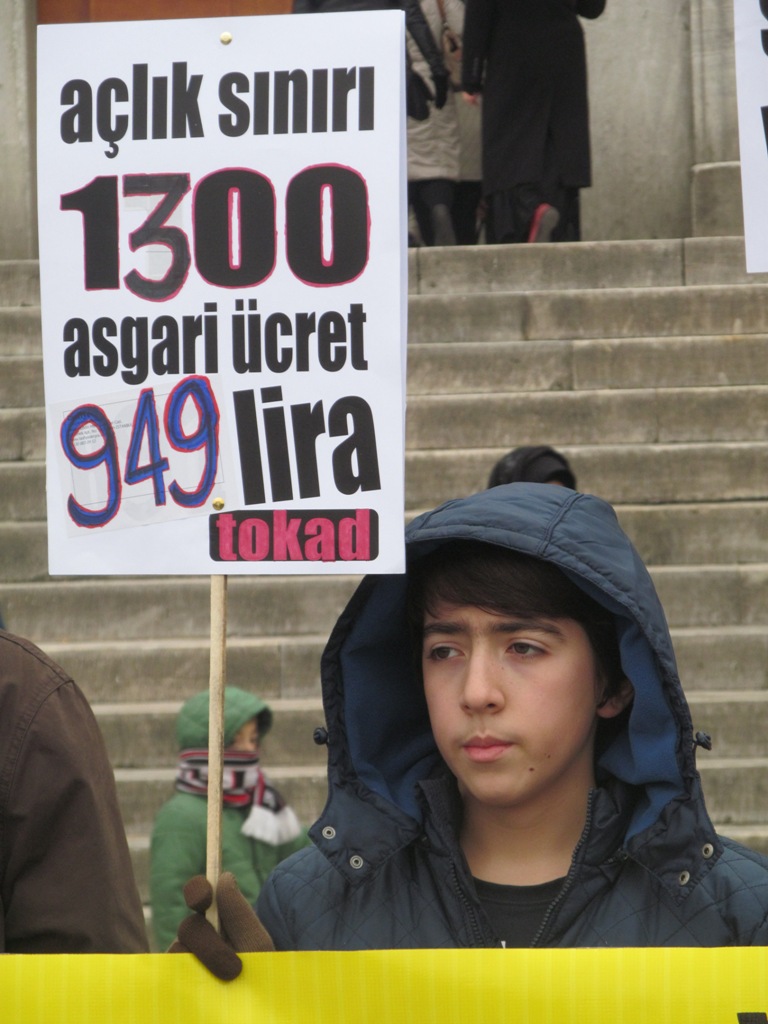 açlık sınırı
1300
asgari ücret
949 lira
tokad